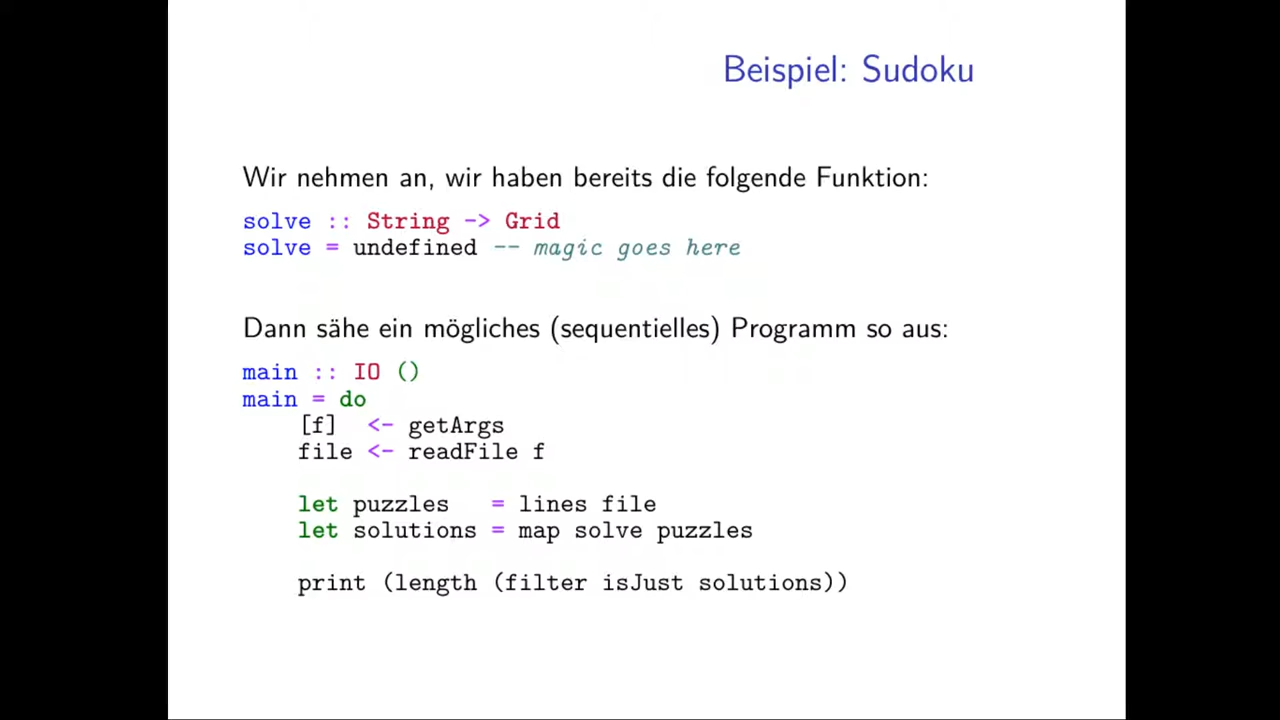 Beispiel: Sudoku
Wir nehmen an, wir haben bereits die folgende Funktion:
solve :: String -> Grid
solve = undefined -- magic goes here
Dann sähe ein mögliches (sequentielles) Programm so aus:
main :: IO ()
main = do
    [f]  <- getArgs
    file <- readFile f
    let puzzles   = lines file
    let solutions = map solve puzzles
    print (length (filter isJust solutions))